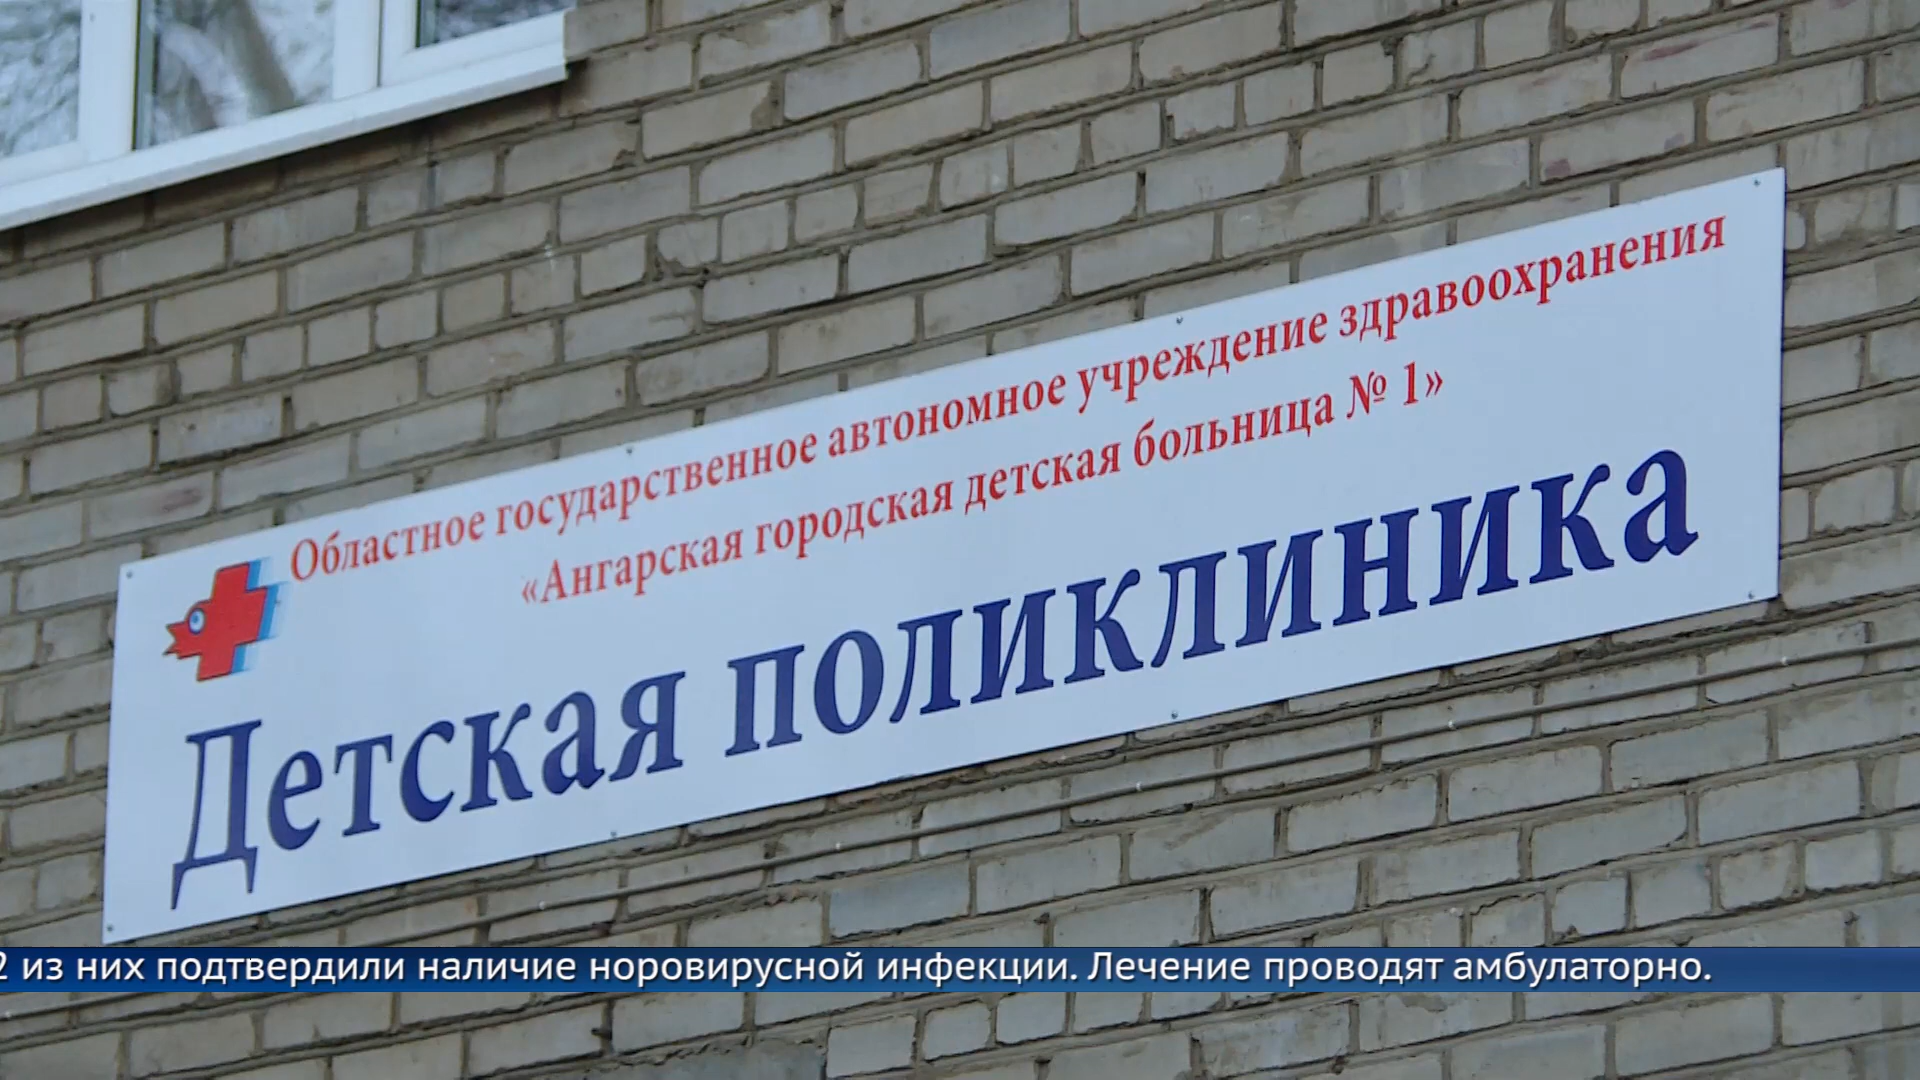 Областное государственное автономное учреждение здравоохранения
«Ангарская городская детская больница № 1»
Детская поликлиника
2 из них подтвердили наличие норовирусной инфекции. Лечение проводят амбулаторно.